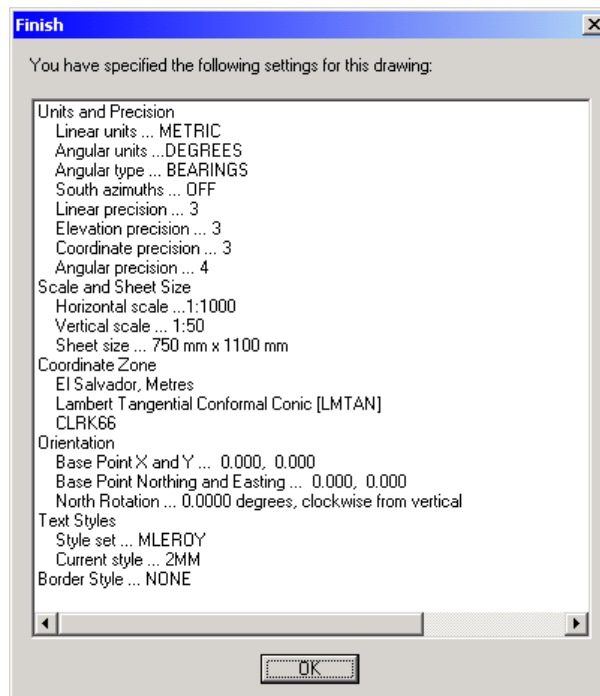 Finish
You have specified the following settings for this drawing:
Units and Precision
Linear units ... METRIC
Angular units ...DEGREES
Angular type ... BEARINGS
South azimuths ... OFF
Linear precision ... 3
Elevation precision ... 3
Coordinate precision ... 3
Angular precision ... 4
Scale and Sheet Size
Horizontal scale ...1:1000
Vertical scale ... 1:50
Sheet size ... 750 mm x 1100 mm
Coordinate Zone
El Salvador, Metres
Lambert Tangential Conformal Conic [LMTAN]
CLRK66
Orientation
Base Point X and Y ...  0.000,  0.000
Base Point Northing and Easting ...  0.000,  0.000
North Rotation ... 0.0000 degrees, clockwise from vertical
Text Styles
Style set ... MLEROY
Current style ... 2MM
Border Style ... NONE
OK